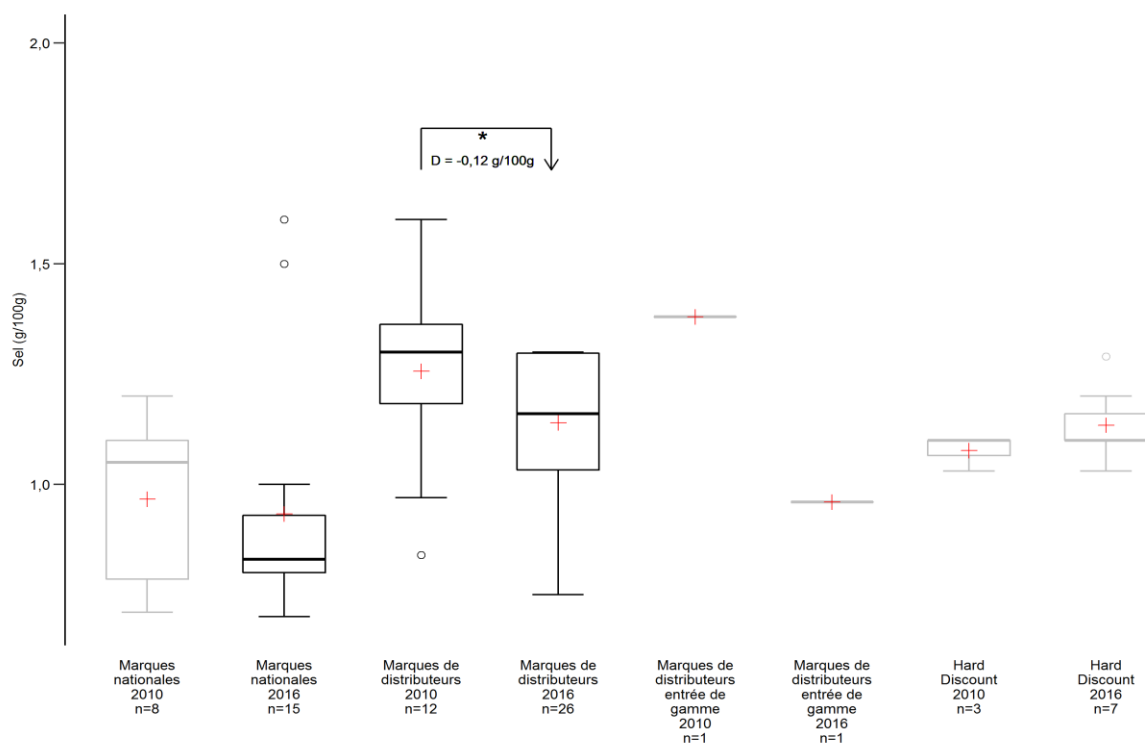 2,0
1,5
1,0
Sel (g/100g)
*
D = -0,12 g/100g
Marques
nationales
2010
n=8
Marques
nationales
2016
n=15
Marques de
distributeurs
2010
n=12
Marques de
distributeurs
2016
n=26
Marques de
distributeurs
entrée de
gamme
2010
n=1
Marques de
distributeurs
entrée de
gamme
2016
n=1
Hard
Discount
2010
n=3
Hard
Discount
2016
n=7